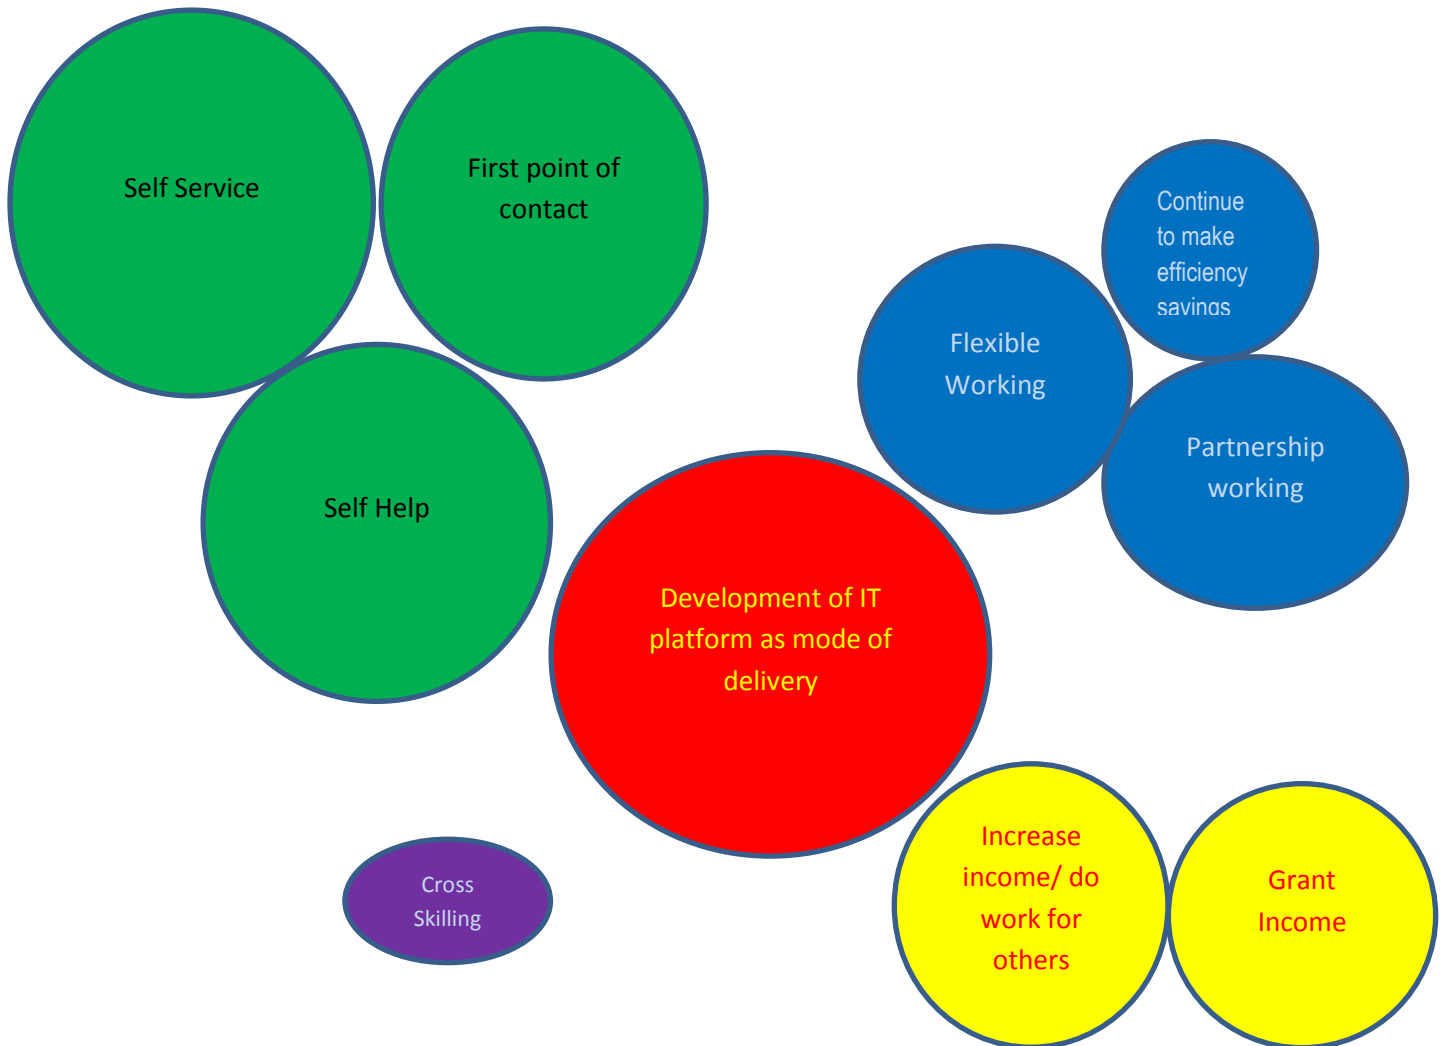 Self Service
First point of
contact
Continue
to make
efficiency
savings
Flexible
Working
Partnership
working
Self Help
Development of IT
platform as mode of
delivery
Increase
income/ do
work for
others
Grant
Income
Cross
Skilling